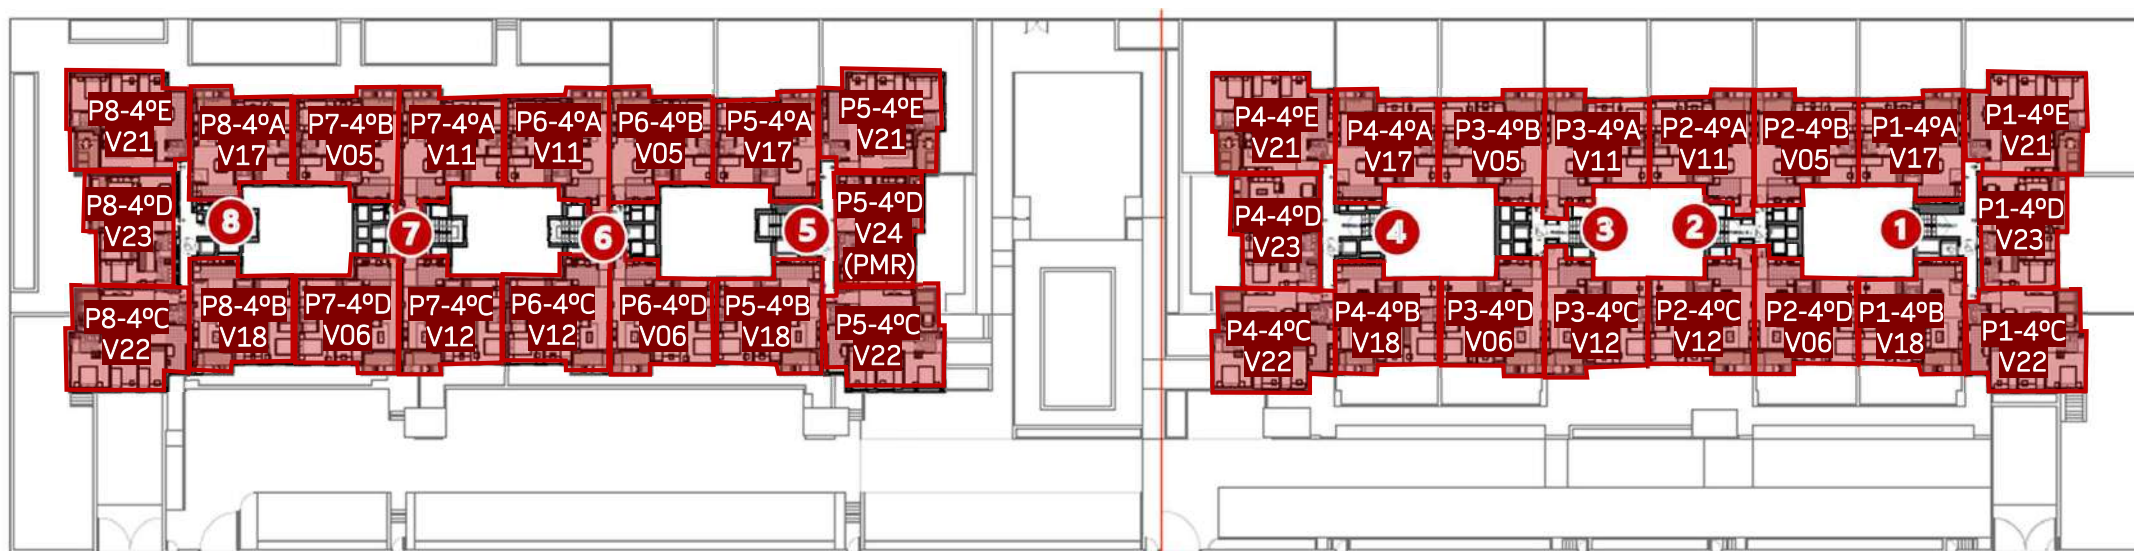 P8-4ºE
V21
P8-4ºA
V17
P7-4ºB
V05
P7-4ºA
V11
P6-4ºA
V11
P6-4ºB
V05
P5-4ºA
V17
P5-4ºE
V21
P4-4ºE
V21
P4-4ºA
V17
P3-4ºB
V05
P3-4ºA
V11
P2-4ºA
V11
P2-4ºB
V05
P1-4ºA
V17
P1-4ºE
V21
P8-4ºD
V23
8
7
6
5
P5-4ºD
V24
(PMR)
P4-4ºD
V23
4
3
2
1
P1-4ºD
V23
P8-4ºC
V22
P8-4ºB
V18
P7-4ºD
V06
P7-4ºC
V12
P6-4ºC
V12
P6-4ºD
V06
P5-4ºB
V18
P5-4ºC
V22
P4-4ºC
V22
P4-4ºB
V18
P3-4ºD
V06
P3-4ºC
V12
P2-4ºC
V12
P2-4ºD
V06
P1-4ºB
V18
P1-4ºC
V22